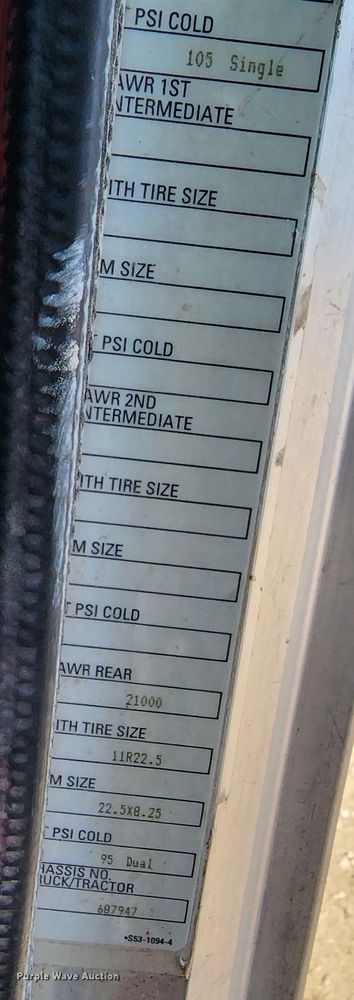 PSI COLD
105 Single
AWR 1ST
NTERMEDIATE
ITH TIRE SIZE
M SIZE
T PSI COLD
AWR 2ND
NTERMEDIATE
ITH TIRE SIZE
M SIZE
T PSI COLD
AWR REAR
21000
ITH TIRE SIZE
11R22.5
M SIZE
22.5X8.25
T PSI COLD
95 Dual
HASSIS NO.
RUCK/TRACTOR
687947
•S53-1094-4
Purple Wave Auction